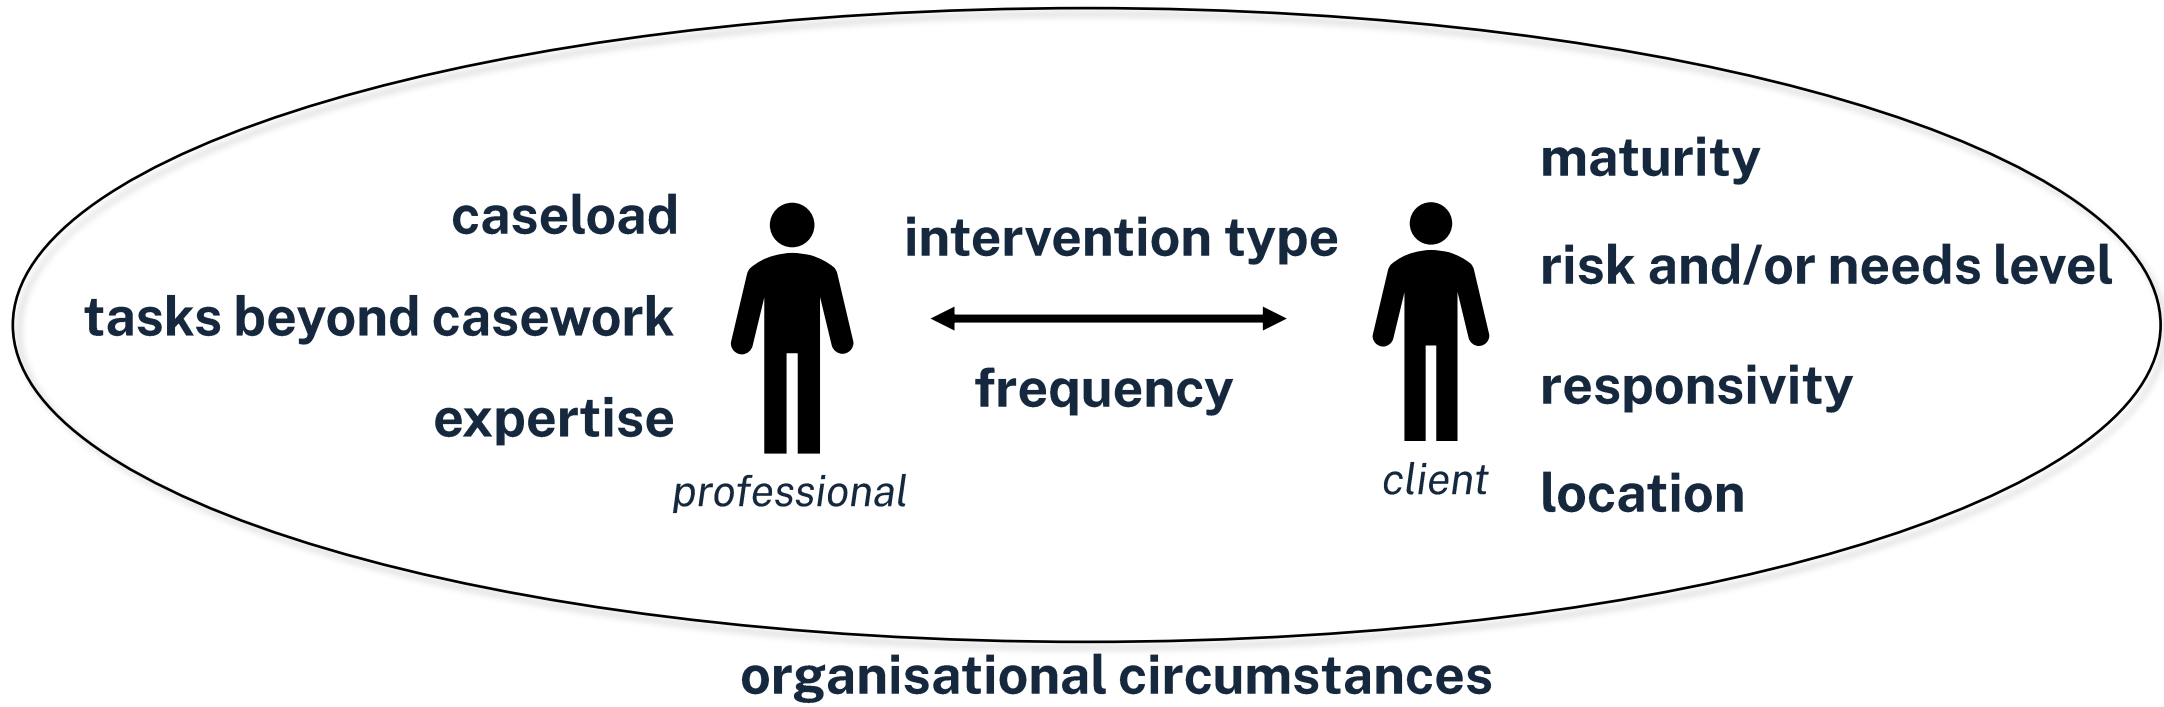 caseload
tasks beyond casework
expertise
professional
intervention type
frequency
client
maturity
risk and/or needs level
responsivity
location
organisational circumstances